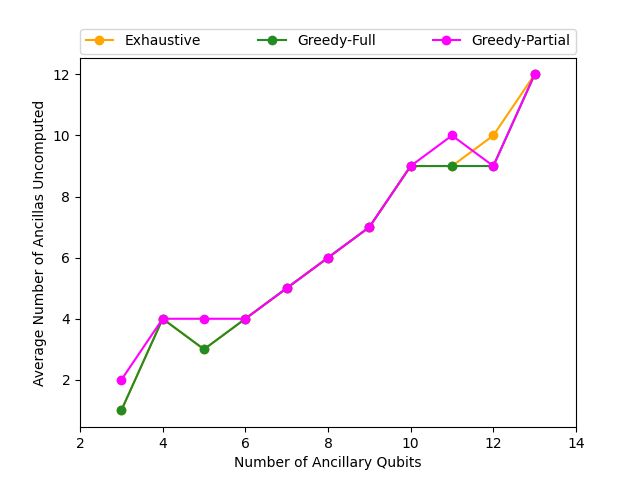 Exhaustive Greedy-Full Greedy-Partial
Average Number of Ancillas Uncomputed
12
10
8
6
4
2
2 4 6 8 10 12 14
Number of Ancillary Qubits